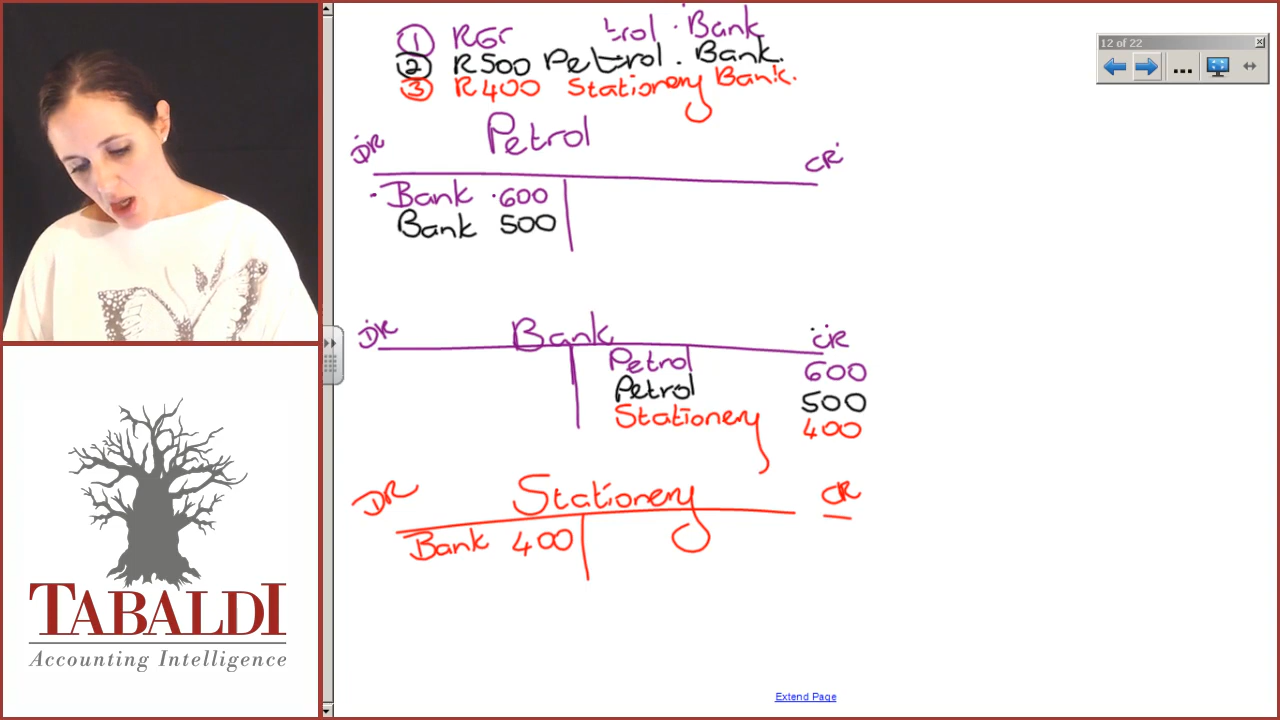 1 R6
Bank
2 R500 Petrol . Bank.
3 R400 Stationery Bank.
12 of 22
DR Petrol CR
Bank 600
Bank 500
DR Bank CR
Petrol 600
Petrol 500
Stationery 400
DR Stationery CR
Bank 400
TABALDI
Accounting Intelligence
Extend Page